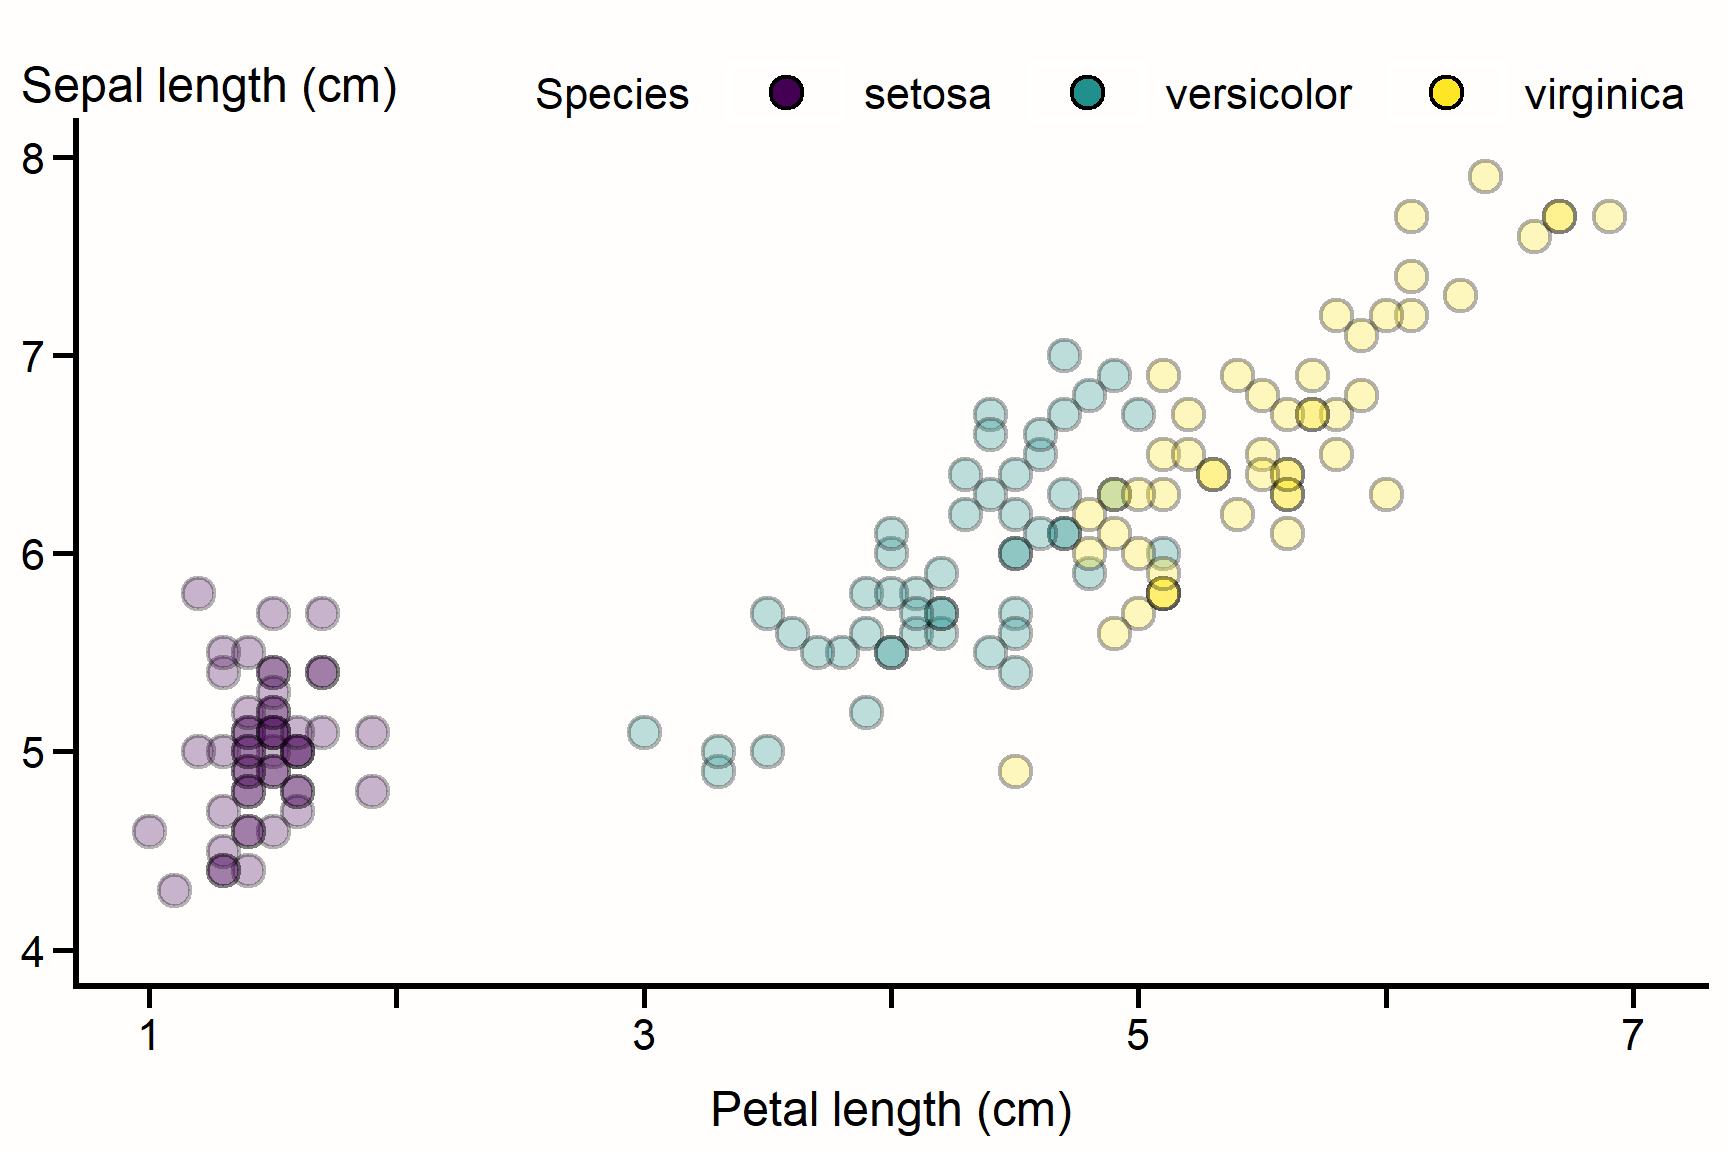 Sepal length (cm)
Species setosa versicolor virginica
8
7
6
5
4
1 3 5 7
Petal length (cm)